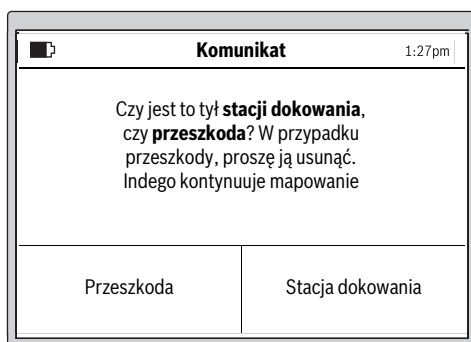 Komunikat 1:27pm
Czy jest to tył stacji dokowania,
czy przeszkoda? W przypadku
przeszkody, proszę ją usunąć.
Indego kontynuuje mapowanie
Przeszkoda Stacja dokowania